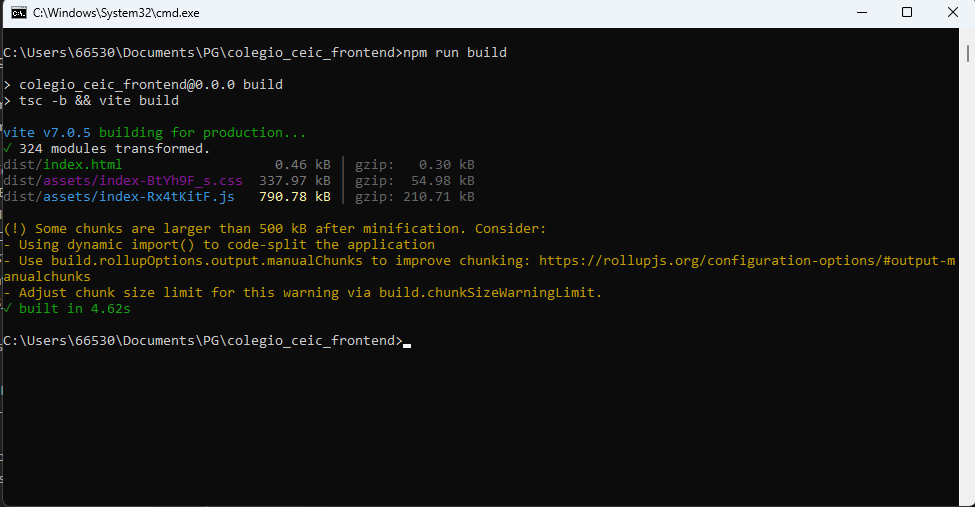 C:\Windows\System32\cmd.exe
C:\Users\66530\Documents\PG\colegio_ceic_frontend>npm run build
> colegio_ceic_frontend@0.0.0 build
> tsc -b && vite build
vite v7.0.5 building for production...
✓ 324 modules transformed.
dist/index.html                   0.46 kB │ gzip:   0.30 kB
dist/assets/index-BtYh9F_s.css  337.97 kB │ gzip:  54.98 kB
dist/assets/index-Rx4tKitF.js   790.78 kB │ gzip: 210.71 kB
(!) Some chunks are larger than 500 kB after minification. Consider:
- Using dynamic import() to code-split the application
- Use build.rollupOptions.output.manualChunks to improve chunking: https://rollupjs.org/configuration-options/#output-m
anualchunks
- Adjust chunk size limit for this warning via build.chunkSizeWarningLimit.
✓ built in 4.62s
C:\Users\66530\Documents\PG\colegio_ceic_frontend>